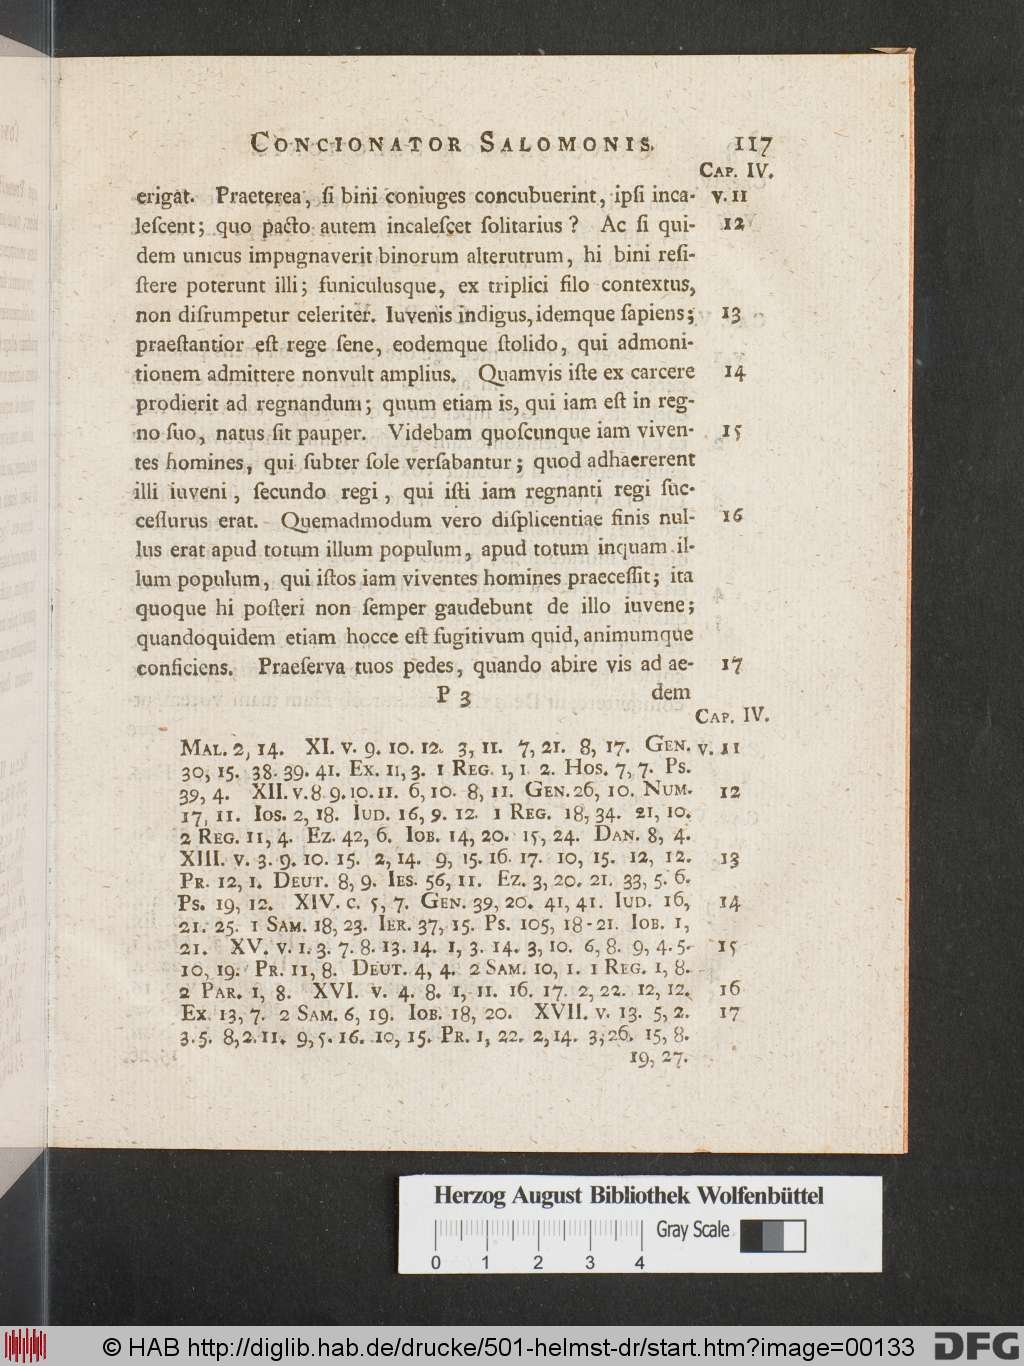 CONCIONATOR SALOMONIS. 117
CAP. IV.
erigat. Praeterea, ſi bini coniuges concubuerint, ipſi inca- v. 11
leſcent; quo pacto autem incaleſcet ſolitarius? Ac ſi qui- 12
dem unicus impugnaverit binorum alterutrum, hi bini reſi-
ſtere poterunt illi; funiculusque, ex triplici filo contextus,
non diſrumpetur celeriter. Iuvenis indigus, idemque ſapiens; 13
praeſtantior eſt rege ſene, eodemque ſtolido, qui admoni-
tionem admittere nonvult amplius. Quamvis iſte ex carcere 14
prodierit ad regnandum; quum etiam is, qui iam eſt in reg-
no ſuo, natus ſit pauper. Videbam quoſcunque iam viven- 15
tes homines, qui ſubter ſole verſabantur; quod adhaererent
illi iuveni, ſecundo regi, qui iſti iam regnanti regi ſuc-
ceſſurus erat. Quemadmodum vero diſplicentiae finis nul- 16
lus erat apud totum illum populum, apud totum inquam il-
lum populum, qui iſtos iam viventes homines praeceſſit; ita
quoque hi poſteri non ſemper gaudebunt de illo iuvene;
quandoquidem etiam hocce eſt fugitivum quid, animumque
conficiens. Praeſerva tuos pedes, quando abire vis ad ae- 17
P 3 dem
CAP. IV.
MAL. 2, 14. XI. v. 9. 10. 12. 3, 11. 7, 21. 8, 17. GEN. v. 11
30, 15. 38. 39. 41. EX. 11, 3. 1 REG. 1, 1. 2. HOS. 7, 7. PS.
39, 4. XII. v. 8. 9. 10. 11. 6, 10. 8, 11. GEN. 26, 10. NUM. 12
17, 11. IOS. 2, 18. IUD. 16, 9. 12. 1 REG. 18, 34. 21, 10.
2 REG. 11, 4. EZ. 42, 6. IOB. 14, 20. 15, 24. DAN. 8, 4.
XIII. v. 3. 9. 10. 15. 2, 14. 9, 15. 16. 17. 10, 15. 12, 12. 13
PR. 12, 1. DEUT. 8, 9. IES. 56, 11. EZ. 3, 20. 21. 33, 5. 6.
PS. 19, 12. XIV. c. 5, 7. GEN. 39, 20. 41, 41. IUD. 16, 14
21. 25. 1 SAM. 18, 23. IER. 37, 15. PS. 105, 18-21. IOB. 1,
21. XV. v. 1. 3. 7. 8. 13. 14. 1, 3. 14. 3, 10. 6, 8. 9, 4. 5. 15
10, 19. PR. 11, 8. DEUT. 4, 4. 2 SAM. 10, 1. 1 REG. 1, 8.
2 PAR. 1, 8. XVI. v. 4. 8. 1, 11. 16. 17. 2, 22. 12, 12. 16
EX. 13, 7. 2 SAM. 6, 19. IOB. 18, 20. XVII. v. 13. 5, 2. 17
3. 5. 8, 2. 11. 9, 5. 16. 10, 15. PR. 1, 22. 2, 14. 3, 26. 15, 8.
19, 27.
Herzog August Bibliothek Wolfenbüttel
Gray Scale
0 1 2 3 4
© HAB http://diglib.hab.de/drucke/501-helmst-dr/start.htm?image=00133 DFG